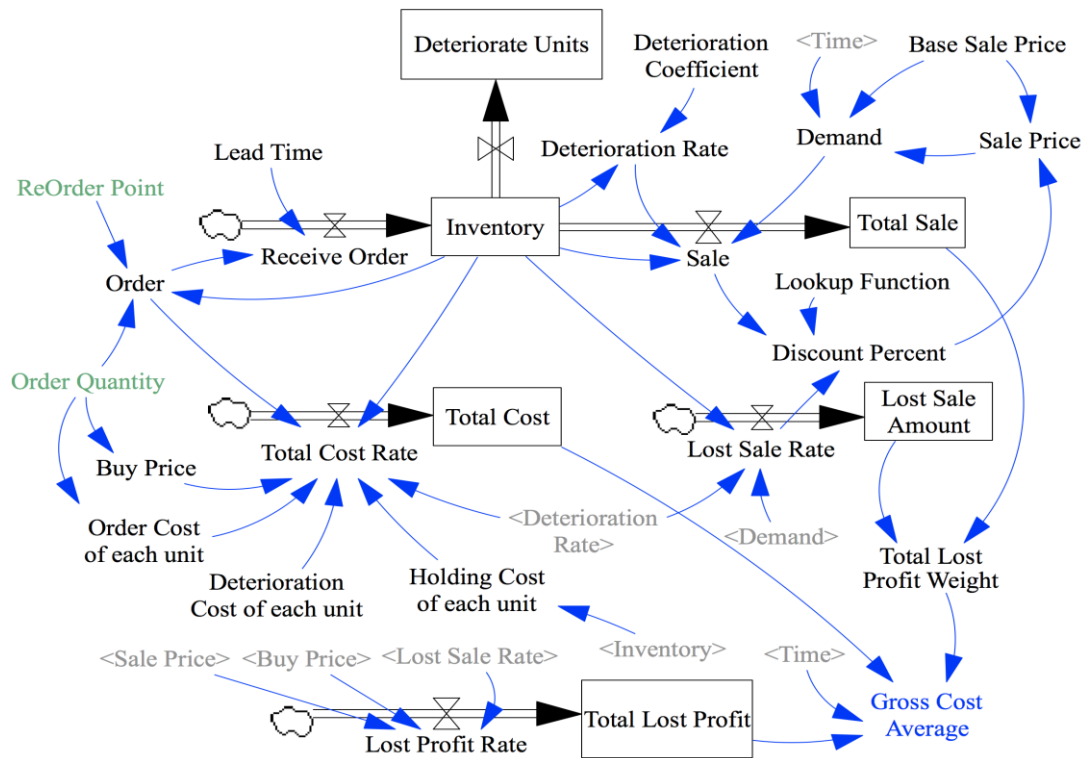 Deteriorate Units
Deterioration
Coefficient
<Time>
Base Sale Price
Lead Time
Deterioration Rate
Demand
Sale Price
ReOrder Point
Inventory
Total Sale
Receive Order
Sale
Order
Lookup Function
Discount Percent
Order Quantity
Total Cost
Lost Sale
Amount
Total Cost Rate
Lost Sale Rate
Buy Price
Order Cost
of each unit
<Deterioration
Rate>
<Demand>
Total Lost
Profit Weight
Deterioration
Cost of each unit
Holding Cost
of each unit
<Sale Price>
<Buy Price>
<Lost Sale Rate>
<Inventory>
<Time>
Gross Cost
Average
Total Lost Profit
Lost Profit Rate